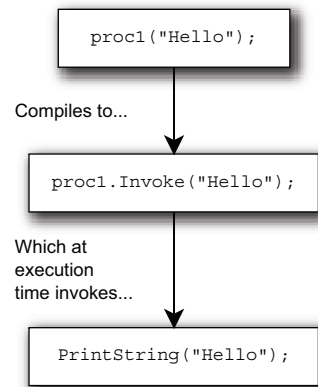 proc1("Hello");
Compiles to...
proc1.Invoke("Hello");
Which at
execution
time invokes...
PrintString("Hello");